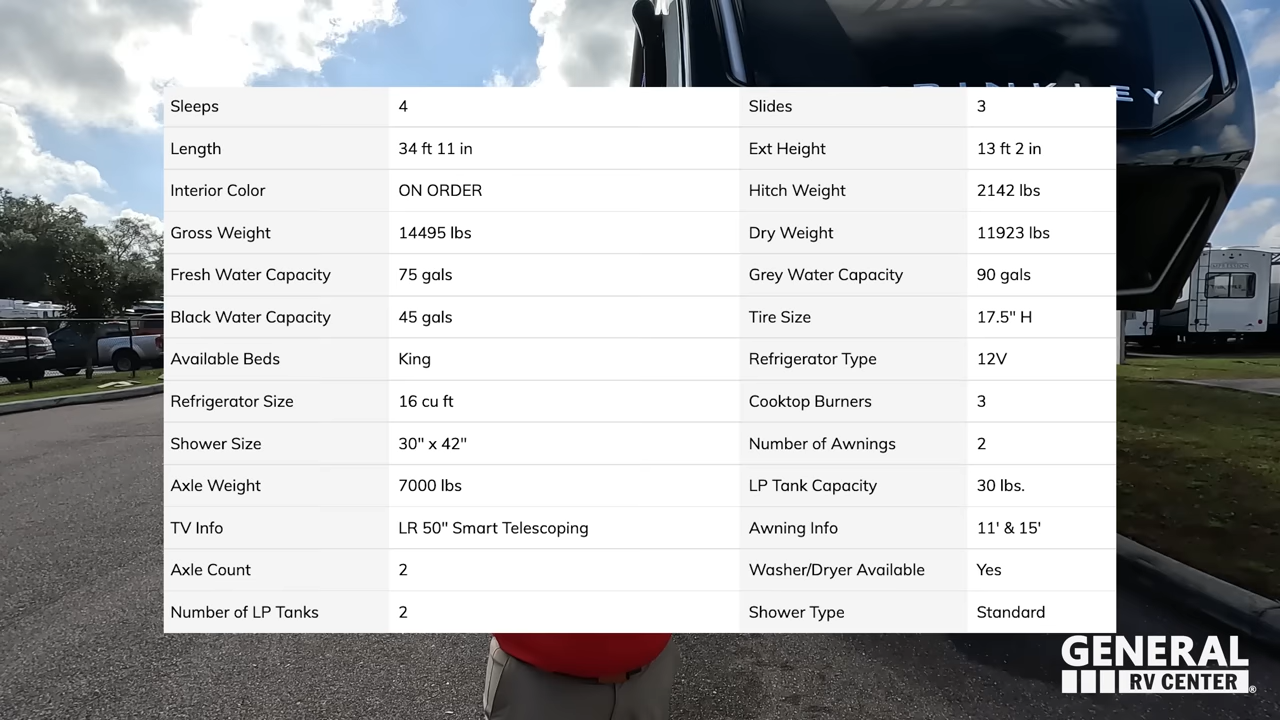 Sleeps 4 Slides 3
Length 34 ft 11 in Ext Height 13 ft 2 in
Interior Color ON ORDER Hitch Weight 2142 lbs
Gross Weight 14495 lbs Dry Weight 11923 lbs
Fresh Water Capacity 75 gals Grey Water Capacity 90 gals
Black Water Capacity 45 gals Tire Size 17.5" H
Available Beds King Refrigerator Type 12V
Refrigerator Size 16 cu ft Cooktop Burners 3
Shower Size 30" x 42" Number of Awnings 2
Axle Weight 7000 lbs LP Tank Capacity 30 lbs.
TV Info LR 50" Smart Telescoping Awning Info 11' & 15'
Axle Count 2 Washer/Dryer Available Yes
Number of LP Tanks 2 Shower Type Standard
GENERAL
RV CENTER®